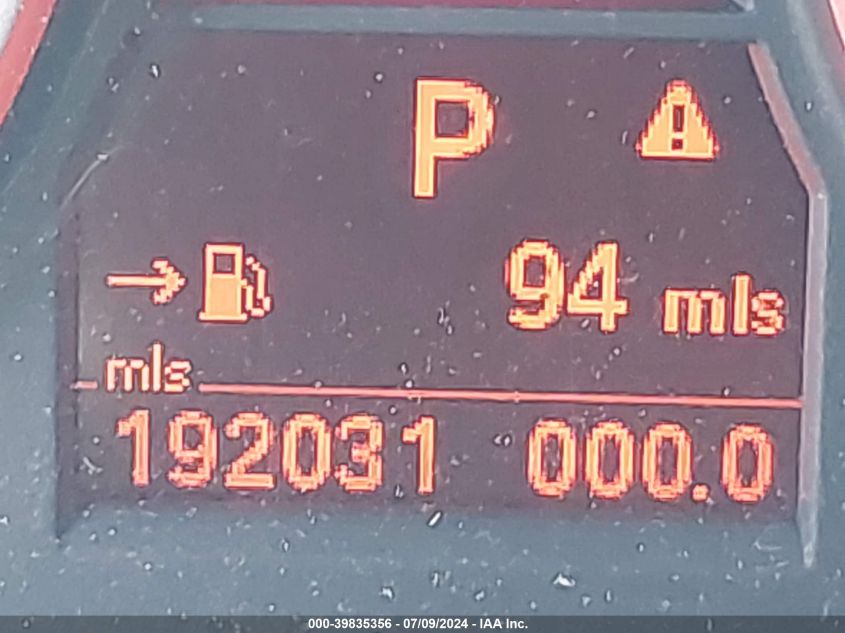 P
94 mls
mls
192031 000.0
000-39835356 - 07/09/2024 - IAA Inc.